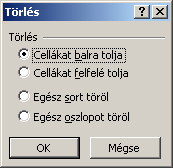 Törlés
Törlés
Cellákat balra tolja
Cellákat felfelé tolja
Egész sort töröl
Egész oszlopot töröl
OK
Mégse